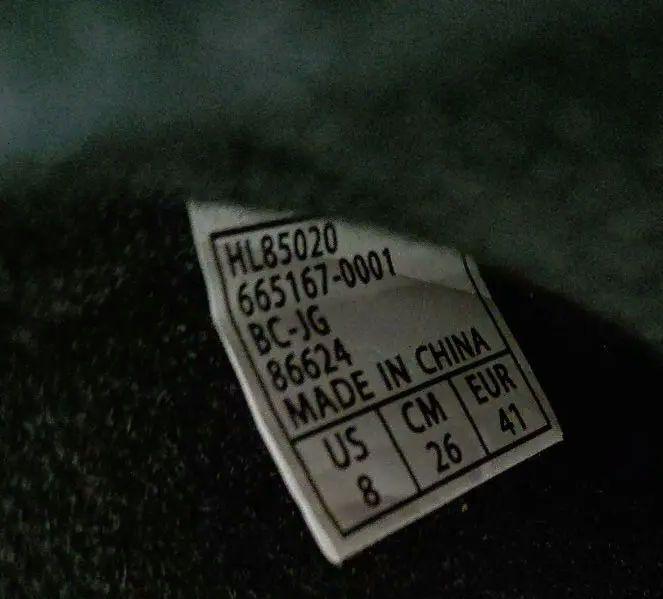 HL85020
665167-0001
BC-JG
86624
MADE IN CHINA
US CM EUR
8 26 41